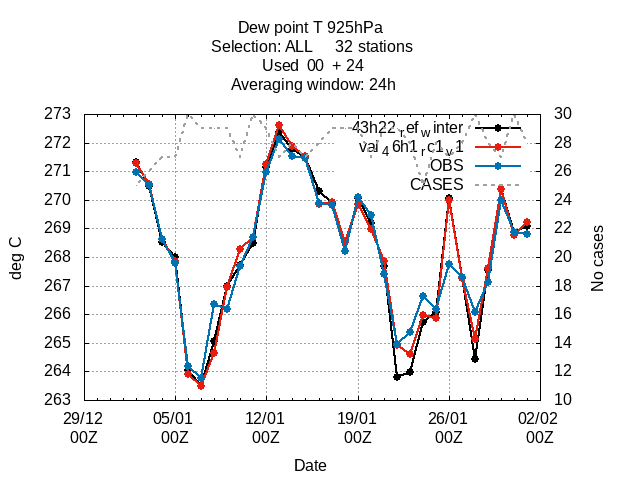 Dew point T 925hPa
Selection: ALL 32 stations
Used 00 + 24
Averaging window: 24h
273
272
271
270
269
268
267
266
265
264
263
deg C
30
28
26
24
22
20
18
16
14
12
10
No cases
43h22_ref_winter
val_46h1_rc1_v1
OBS
CASES
29/12 05/01 12/01 19/01 26/01 02/02
00Z 00Z 00Z 00Z 00Z 00Z
Date